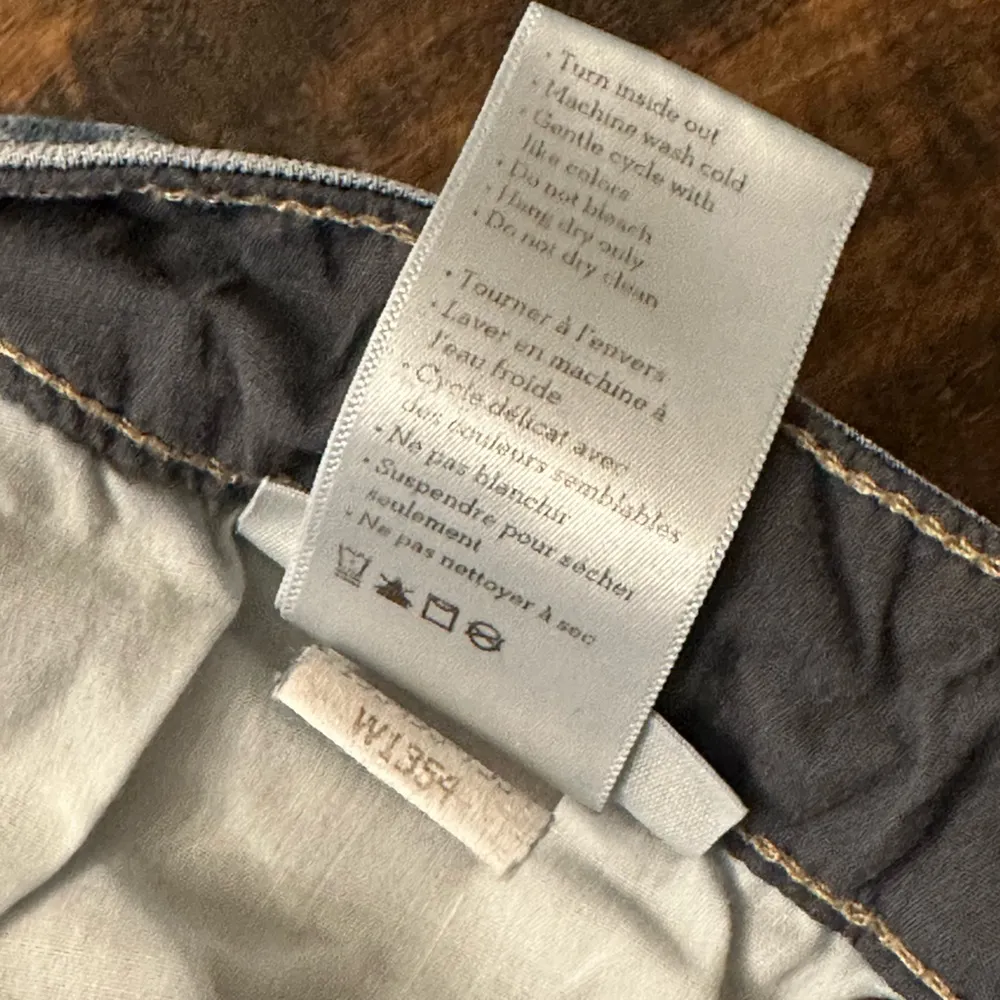 • Turn inside out
• Machine wash cold
• Gentle cycle with
like colors
• Do not bleach
• Hang dry only
• Do not dry clean
• Tourner à l'envers
• Laver en machine à
l'eau froide
• Cycle délicat avec
des couleurs semblables
• Ne pas blanchir
• Suspendre pour sécher
seulement
• Ne pas nettoyer à sec
W1354